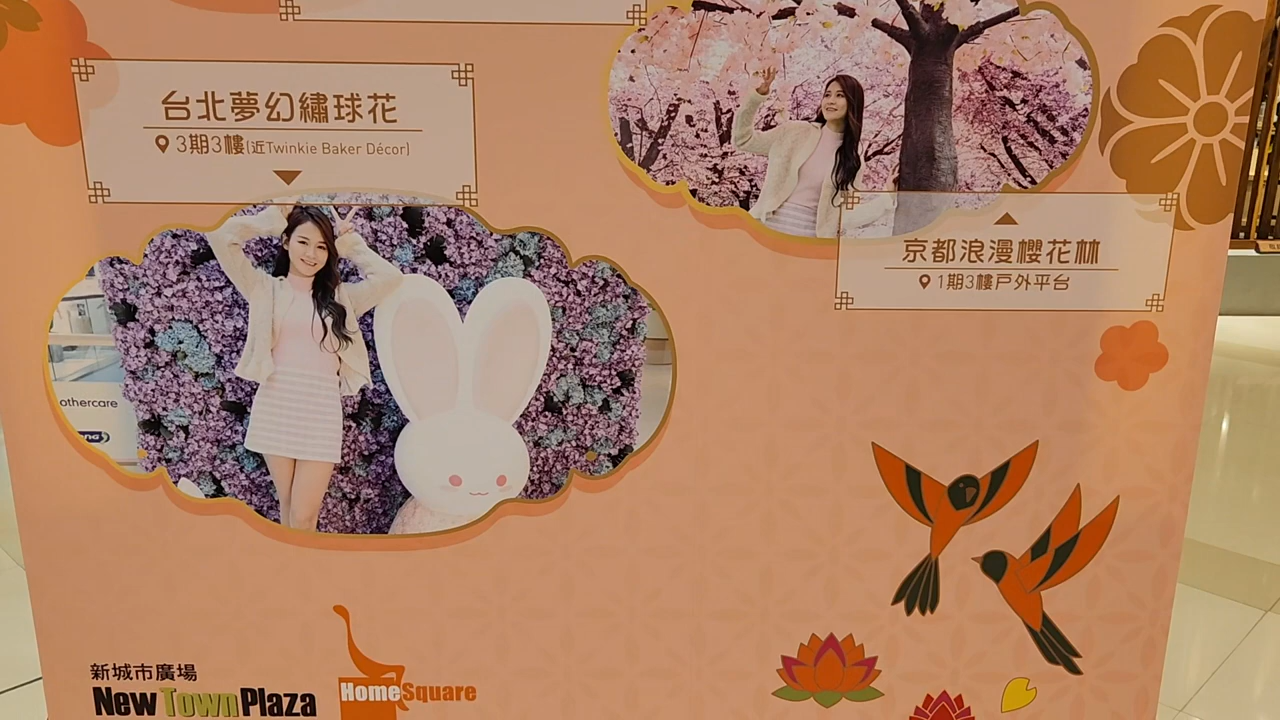 台北夢幻繡球花
3期3樓(近Twinkie Baker Décor)
京都浪漫櫻花林
1期3樓戶外平台
othercare
新城市廣場
New Town Plaza
HomeSquare